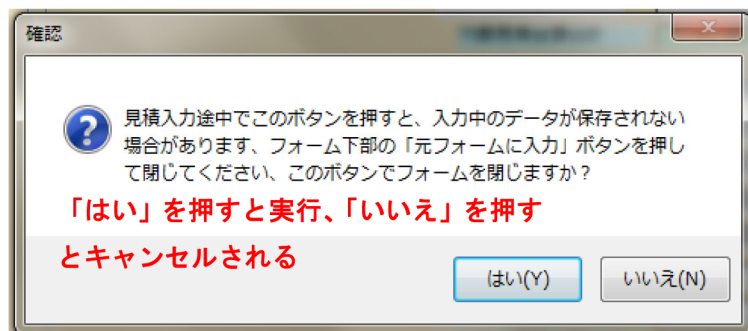 確認
見積入力途中でこのボタンを押すと、入力中のデータが保存されない
場合があります、フォーム下部の「元フォームに入力」ボタンを押し
て閉じてください、このボタンでフォームを閉じますか？
「はい」を押すと実行、「いいえ」を押す
とキャンセルされる
はい(Y)
いいえ(N)